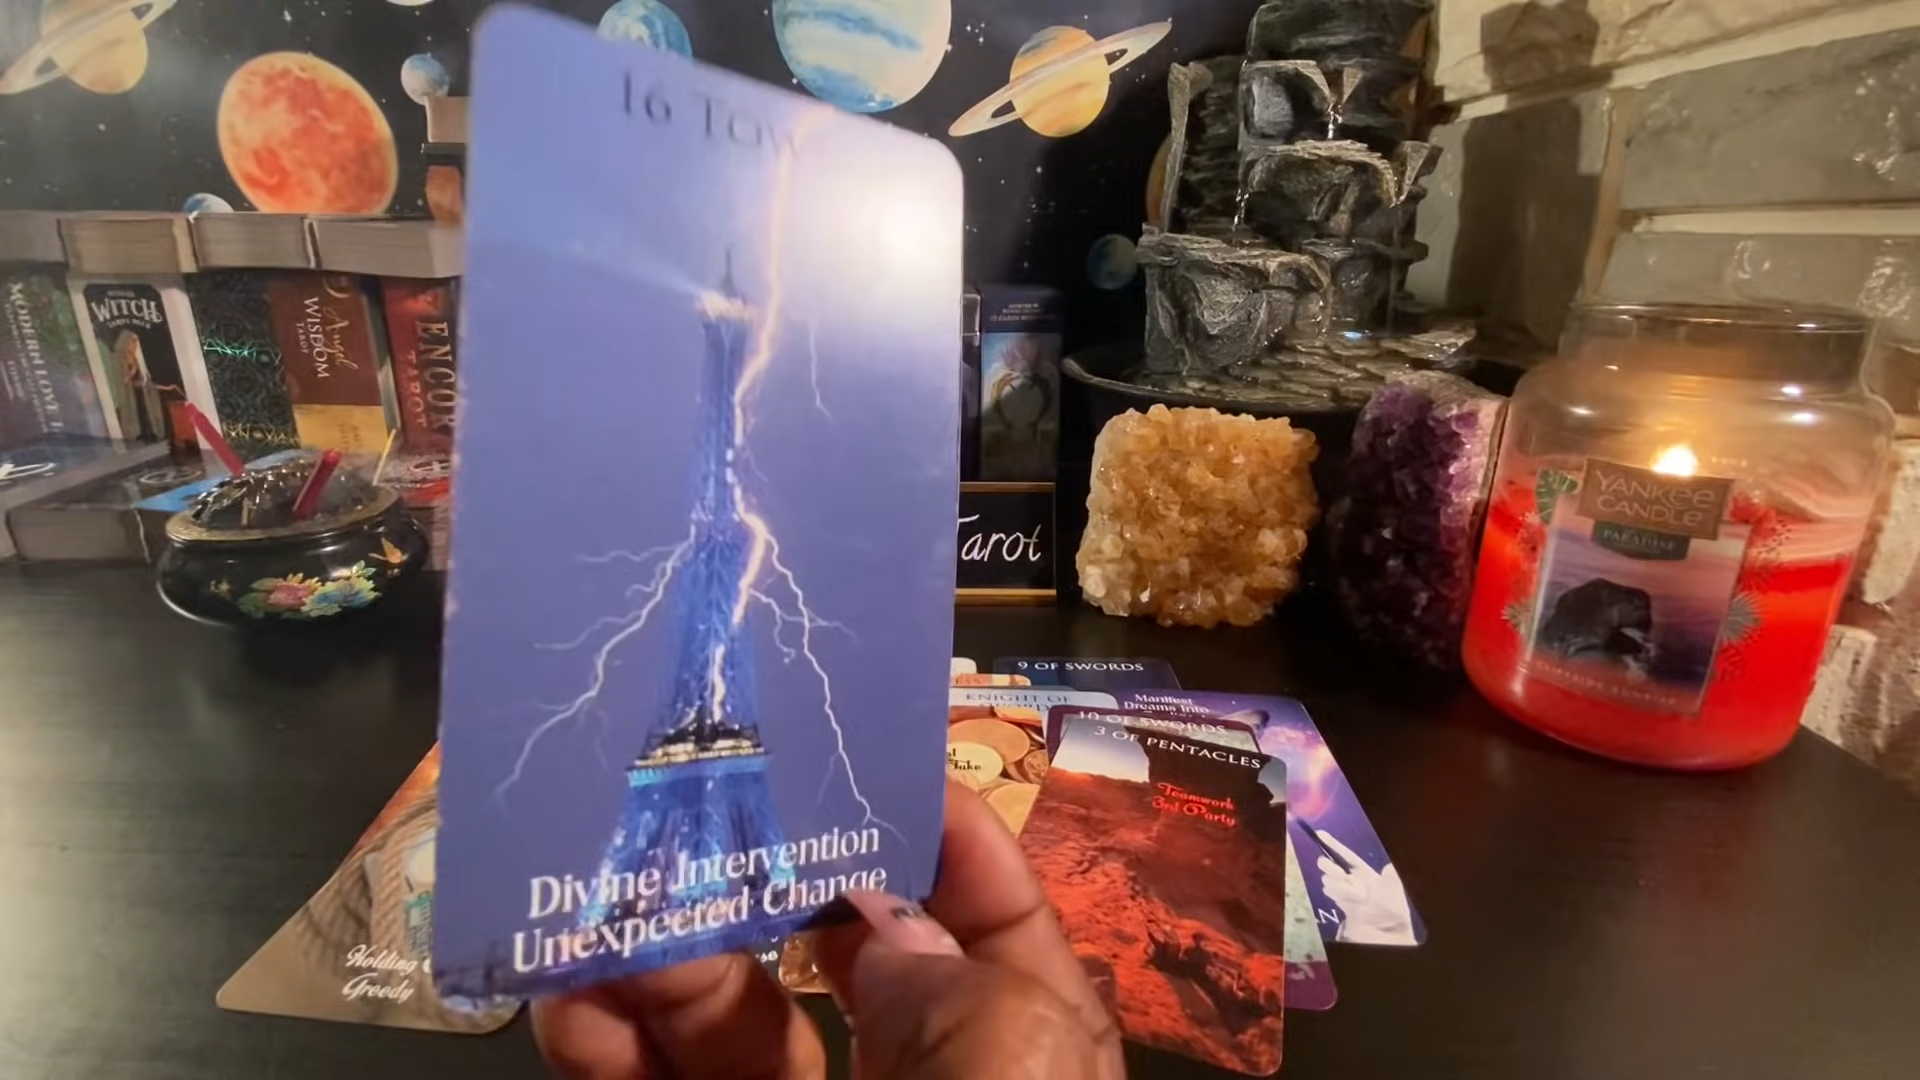 16 TOW
Divine Intervention
Unexpected Change
MODERN LOVE
WITCH
Angel
WISDOM
TAROT
ENCOR
TAROT
Tarot
YANKEE
CANDLE
PARADISE
9 OF SWORDS
KNIGHT OF
Manifest
Dreams Into
10 OF SWORDS
3 OF PENTACLES
Teamwork
3rd Party
Take
Holding
Greedy